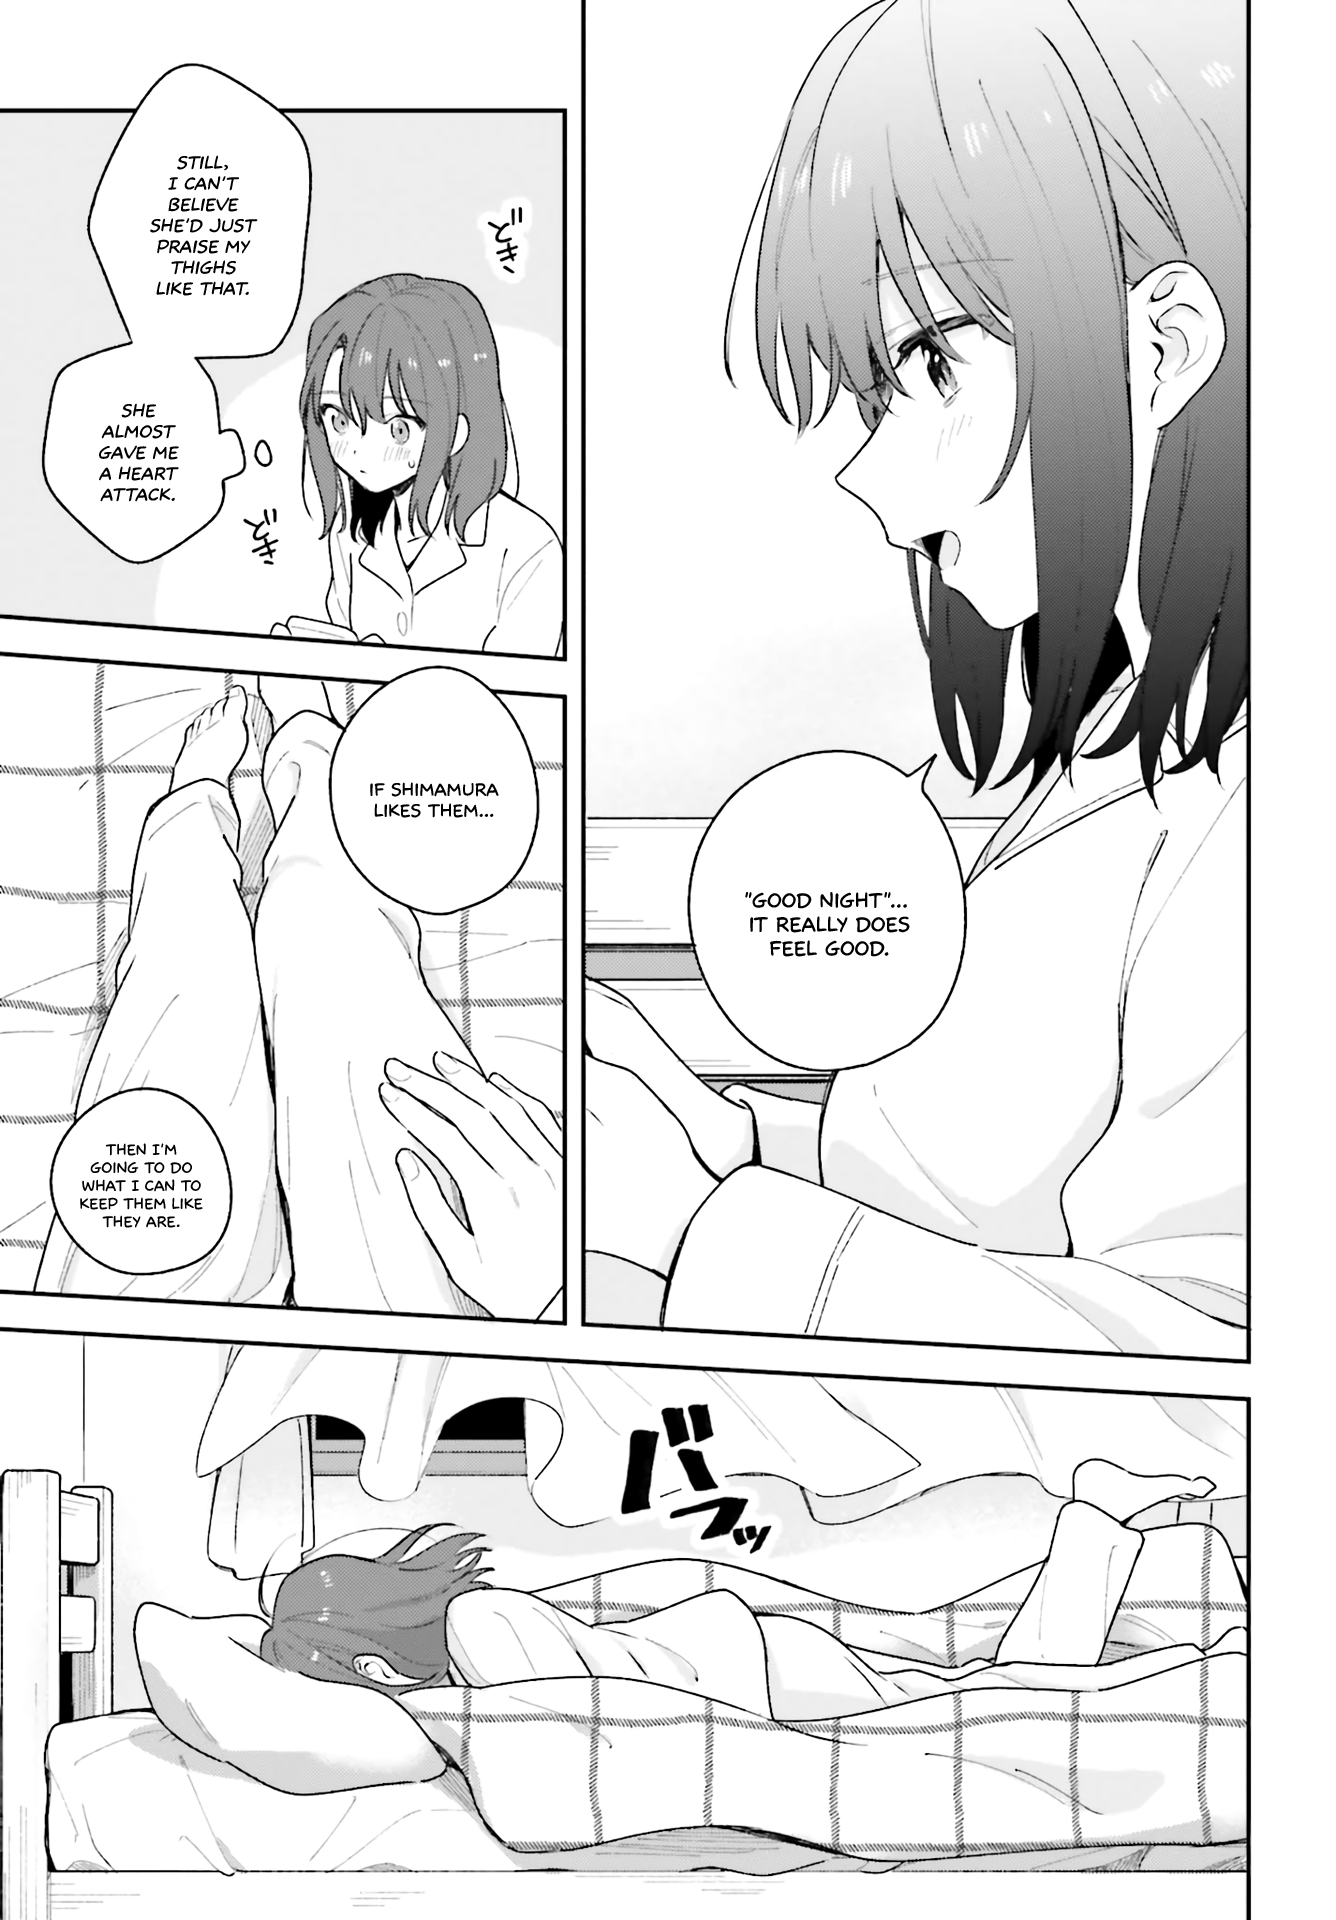 "GOOD NIGHT"...
IT REALLY DOES
FEEL GOOD.
STILL,
I CAN'T
BELIEVE
SHE'D JUST
PRAISE MY
THIGHS
LIKE THAT.
SHE
ALMOST
GAVE ME
A HEART
ATTACK.
どきっ
どきっ
IF SHIMAMURA
LIKES THEM...
THEN I'M
GOING TO DO
WHAT I CAN TO
KEEP THEM LIKE
THEY ARE.
バフッ